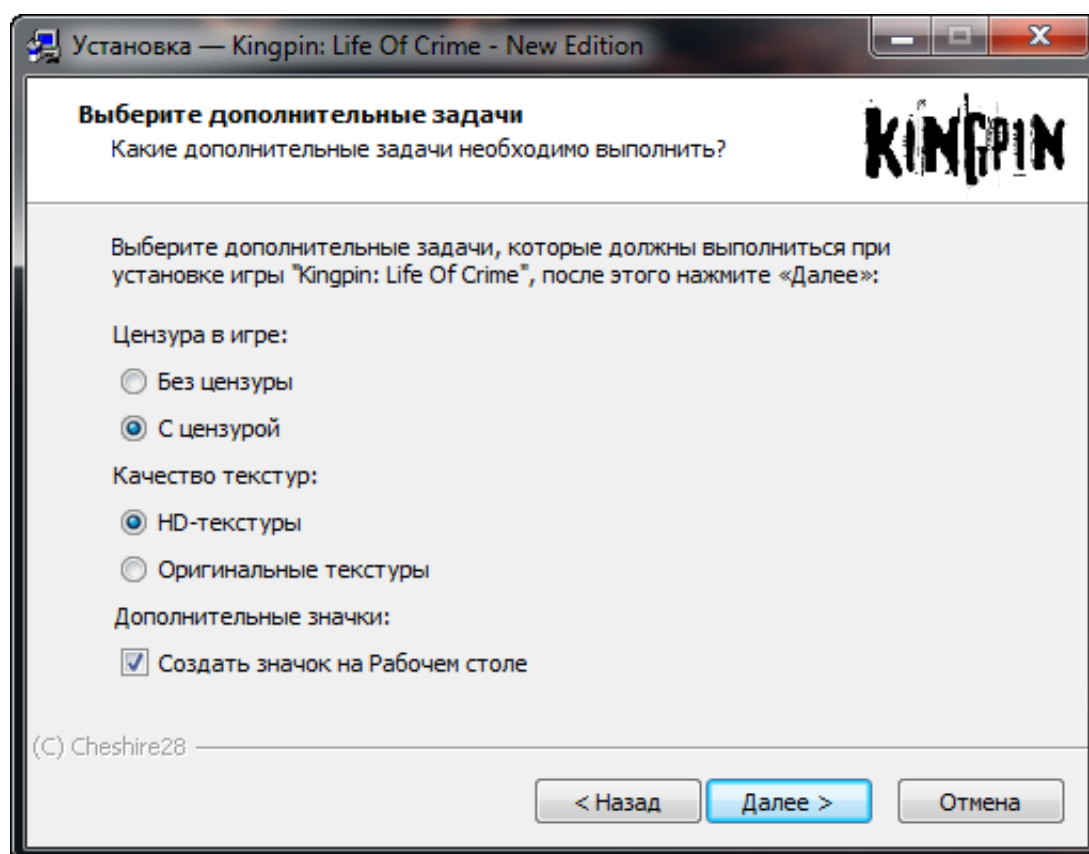 Установка — Kingpin: Life Of Crime - New Edition
Выберите дополнительные задачи
Какие дополнительные задачи необходимо выполнить?
KINGPIN
Выберите дополнительные задачи, которые должны выполниться при
установке игры "Kingpin: Life Of Crime", после этого нажмите «Далее»:
Цензура в игре:
Без цензуры
С цензурой
Качество текстур:
HD-текстуры
Оригинальные текстуры
Дополнительные значки:
Создать значок на Рабочем столе
(C) Cheshire28
< Назад
Далее >
Отмена